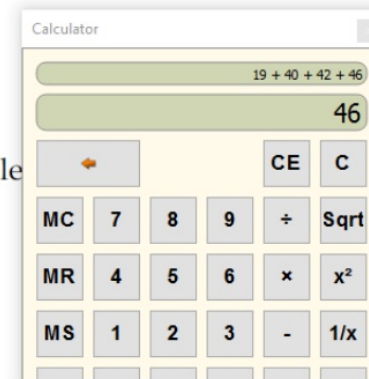 Calculator
19 + 40 + 42 + 46
46
le
CE C
MC 7 8 9 ÷ Sqrt
MR 4 5 6 × x²
MS 1 2 3 - 1/x